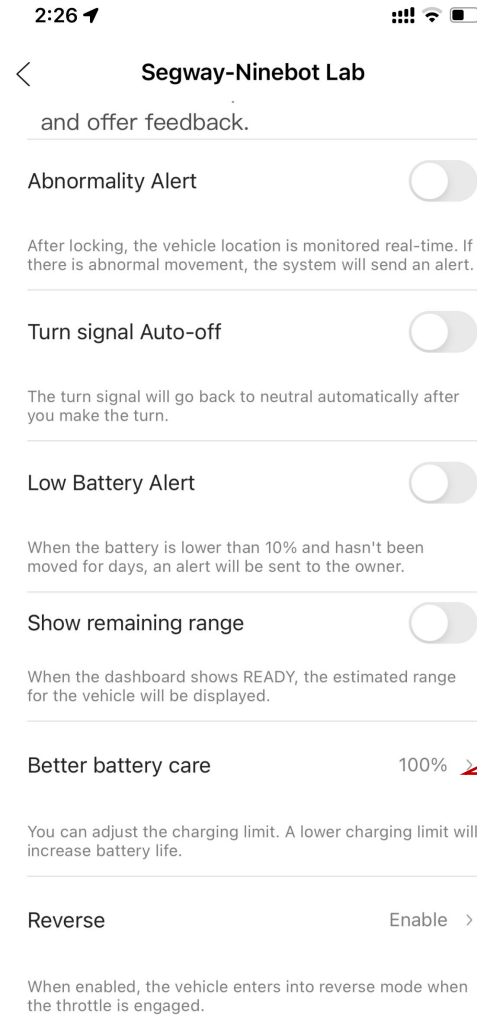 2:26
Segway-Ninebot Lab
and offer feedback.
Abnormality Alert
After locking, the vehicle location is monitored real-time. If
there is abnormal movement, the system will send an alert.
Turn signal Auto-off
The turn signal will go back to neutral automatically after
you make the turn.
Low Battery Alert
When the battery is lower than 10% and hasn't been
moved for days, an alert will be sent to the owner.
Show remaining range
When the dashboard shows READY, the estimated range
for the vehicle will be displayed.
Better battery care 100%
You can adjust the charging limit. A lower charging limit will
increase battery life.
Reverse Enable
When enabled, the vehicle enters into reverse mode when
the throttle is engaged.